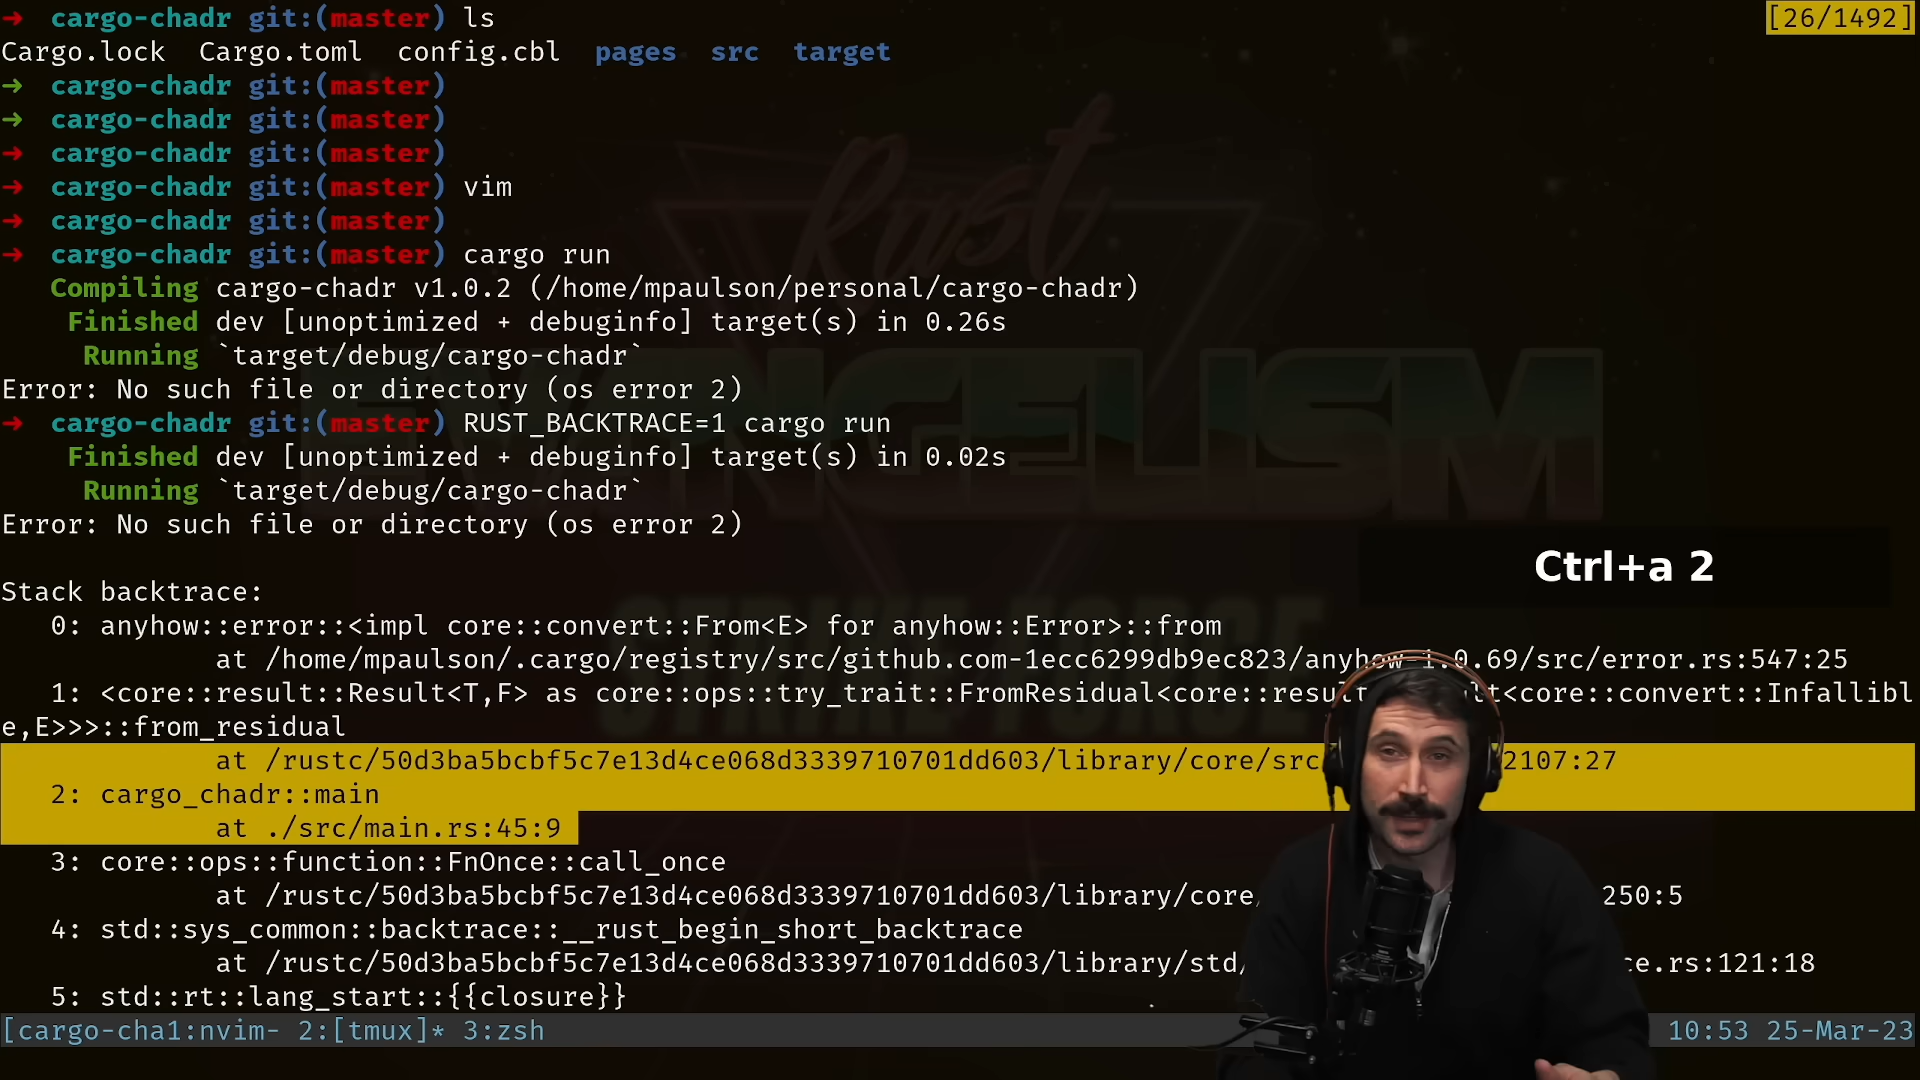 ➜ cargo-chadr git:(master) ls
[26/1492]
Cargo.lock Cargo.toml config.cbl pages src target
➜ cargo-chadr git:(master)
➜ cargo-chadr git:(master)
➜ cargo-chadr git:(master)
➜ cargo-chadr git:(master) vim
➜ cargo-chadr git:(master)
➜ cargo-chadr git:(master) cargo run
Compiling cargo-chadr v1.0.2 (/home/mpaulson/personal/cargo-chadr)
Finished dev [unoptimized + debuginfo] target(s) in 0.26s
Running `target/debug/cargo-chadr`
Error: No such file or directory (os error 2)
➜ cargo-chadr git:(master) RUST_BACKTRACE=1 cargo run
Finished dev [unoptimized + debuginfo] target(s) in 0.02s
Running `target/debug/cargo-chadr`
Error: No such file or directory (os error 2)
Rust
EVANGELISM
STRIKE FORCE
Ctrl+a 2
Stack backtrace:
0: anyhow::error::<impl core::convert::From<E> for anyhow::Error>::from
at /home/mpaulson/.cargo/registry/src/github.com-1ecc6299db9ec823/anyhow-1.0.69/src/error.rs:547:25
1: <core::result::Result<T,F> as core::ops::try_trait::FromResidual<core::resu lt<core::convert::Infallibl
e,E>>>::from_residual
at /rustc/50d3ba5bcbf5c7e13d4ce068d3339710701dd603/library/core/src 2107:27
2: cargo_chadr::main
at ./src/main.rs:45:9
3: core::ops::function::FnOnce::call_once
at /rustc/50d3ba5bcbf5c7e13d4ce068d3339710701dd603/library/core/ 250:5
4: std::sys_common::backtrace::__rust_begin_short_backtrace
at /rustc/50d3ba5bcbf5c7e13d4ce068d3339710701dd603/library/std/ ce.rs:121:18
5: std::rt::lang_start::{{closure}}
[cargo-cha1:nvim- 2:[tmux]* 3:zsh
10:53 25-Mar-23